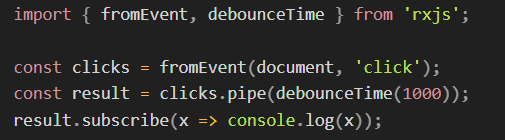 import { fromEvent, debounceTime } from 'rxjs';
const clicks = fromEvent(document, 'click');
const result = clicks.pipe(debounceTime(1000));
result.subscribe(x => console.log(x));